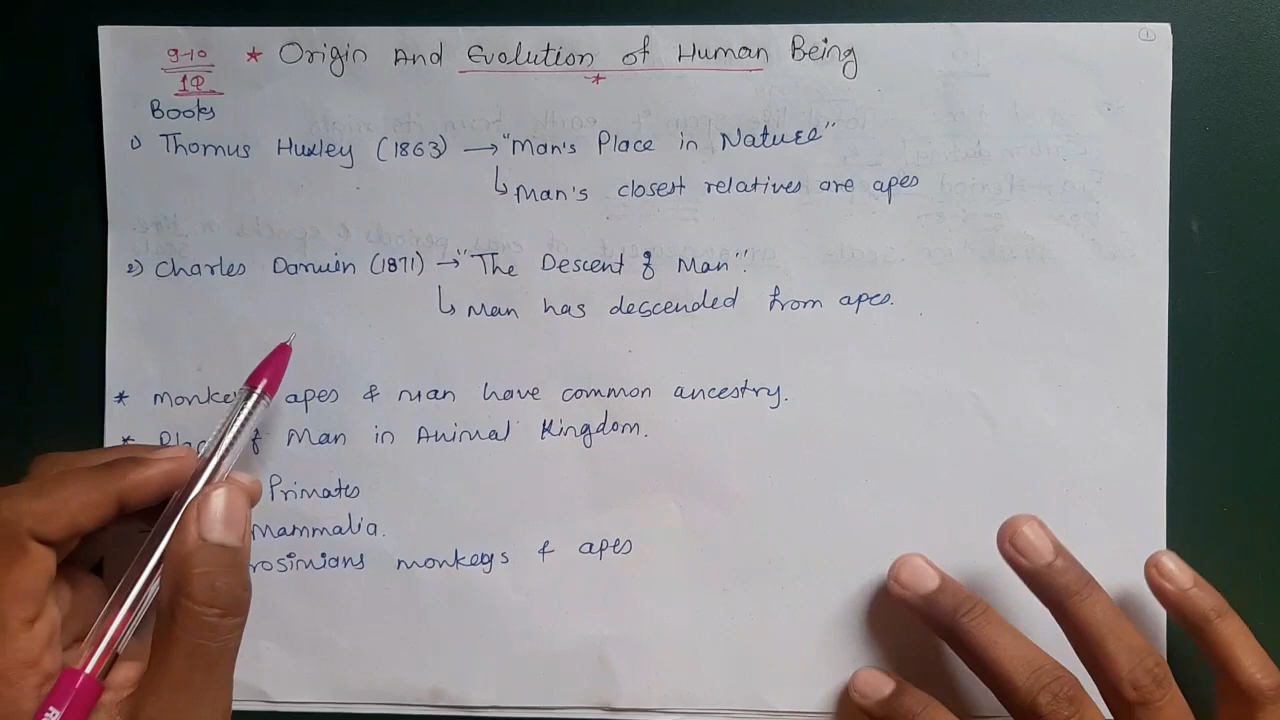 9-10 * Origin And Evolution of Human Being
1Q *
Books
1) Thomus Huxley (1863) → "Man's Place in Nature"
↳ Man's closest relatives are apes
2) Charles Darwin (1871) → "The Descent of Man".
↳ Man has descended from apes.
* apes & Man have common ancestry.
* of Man in Animal Kingdom.
Primates
Mammalia.
monkeys & apes